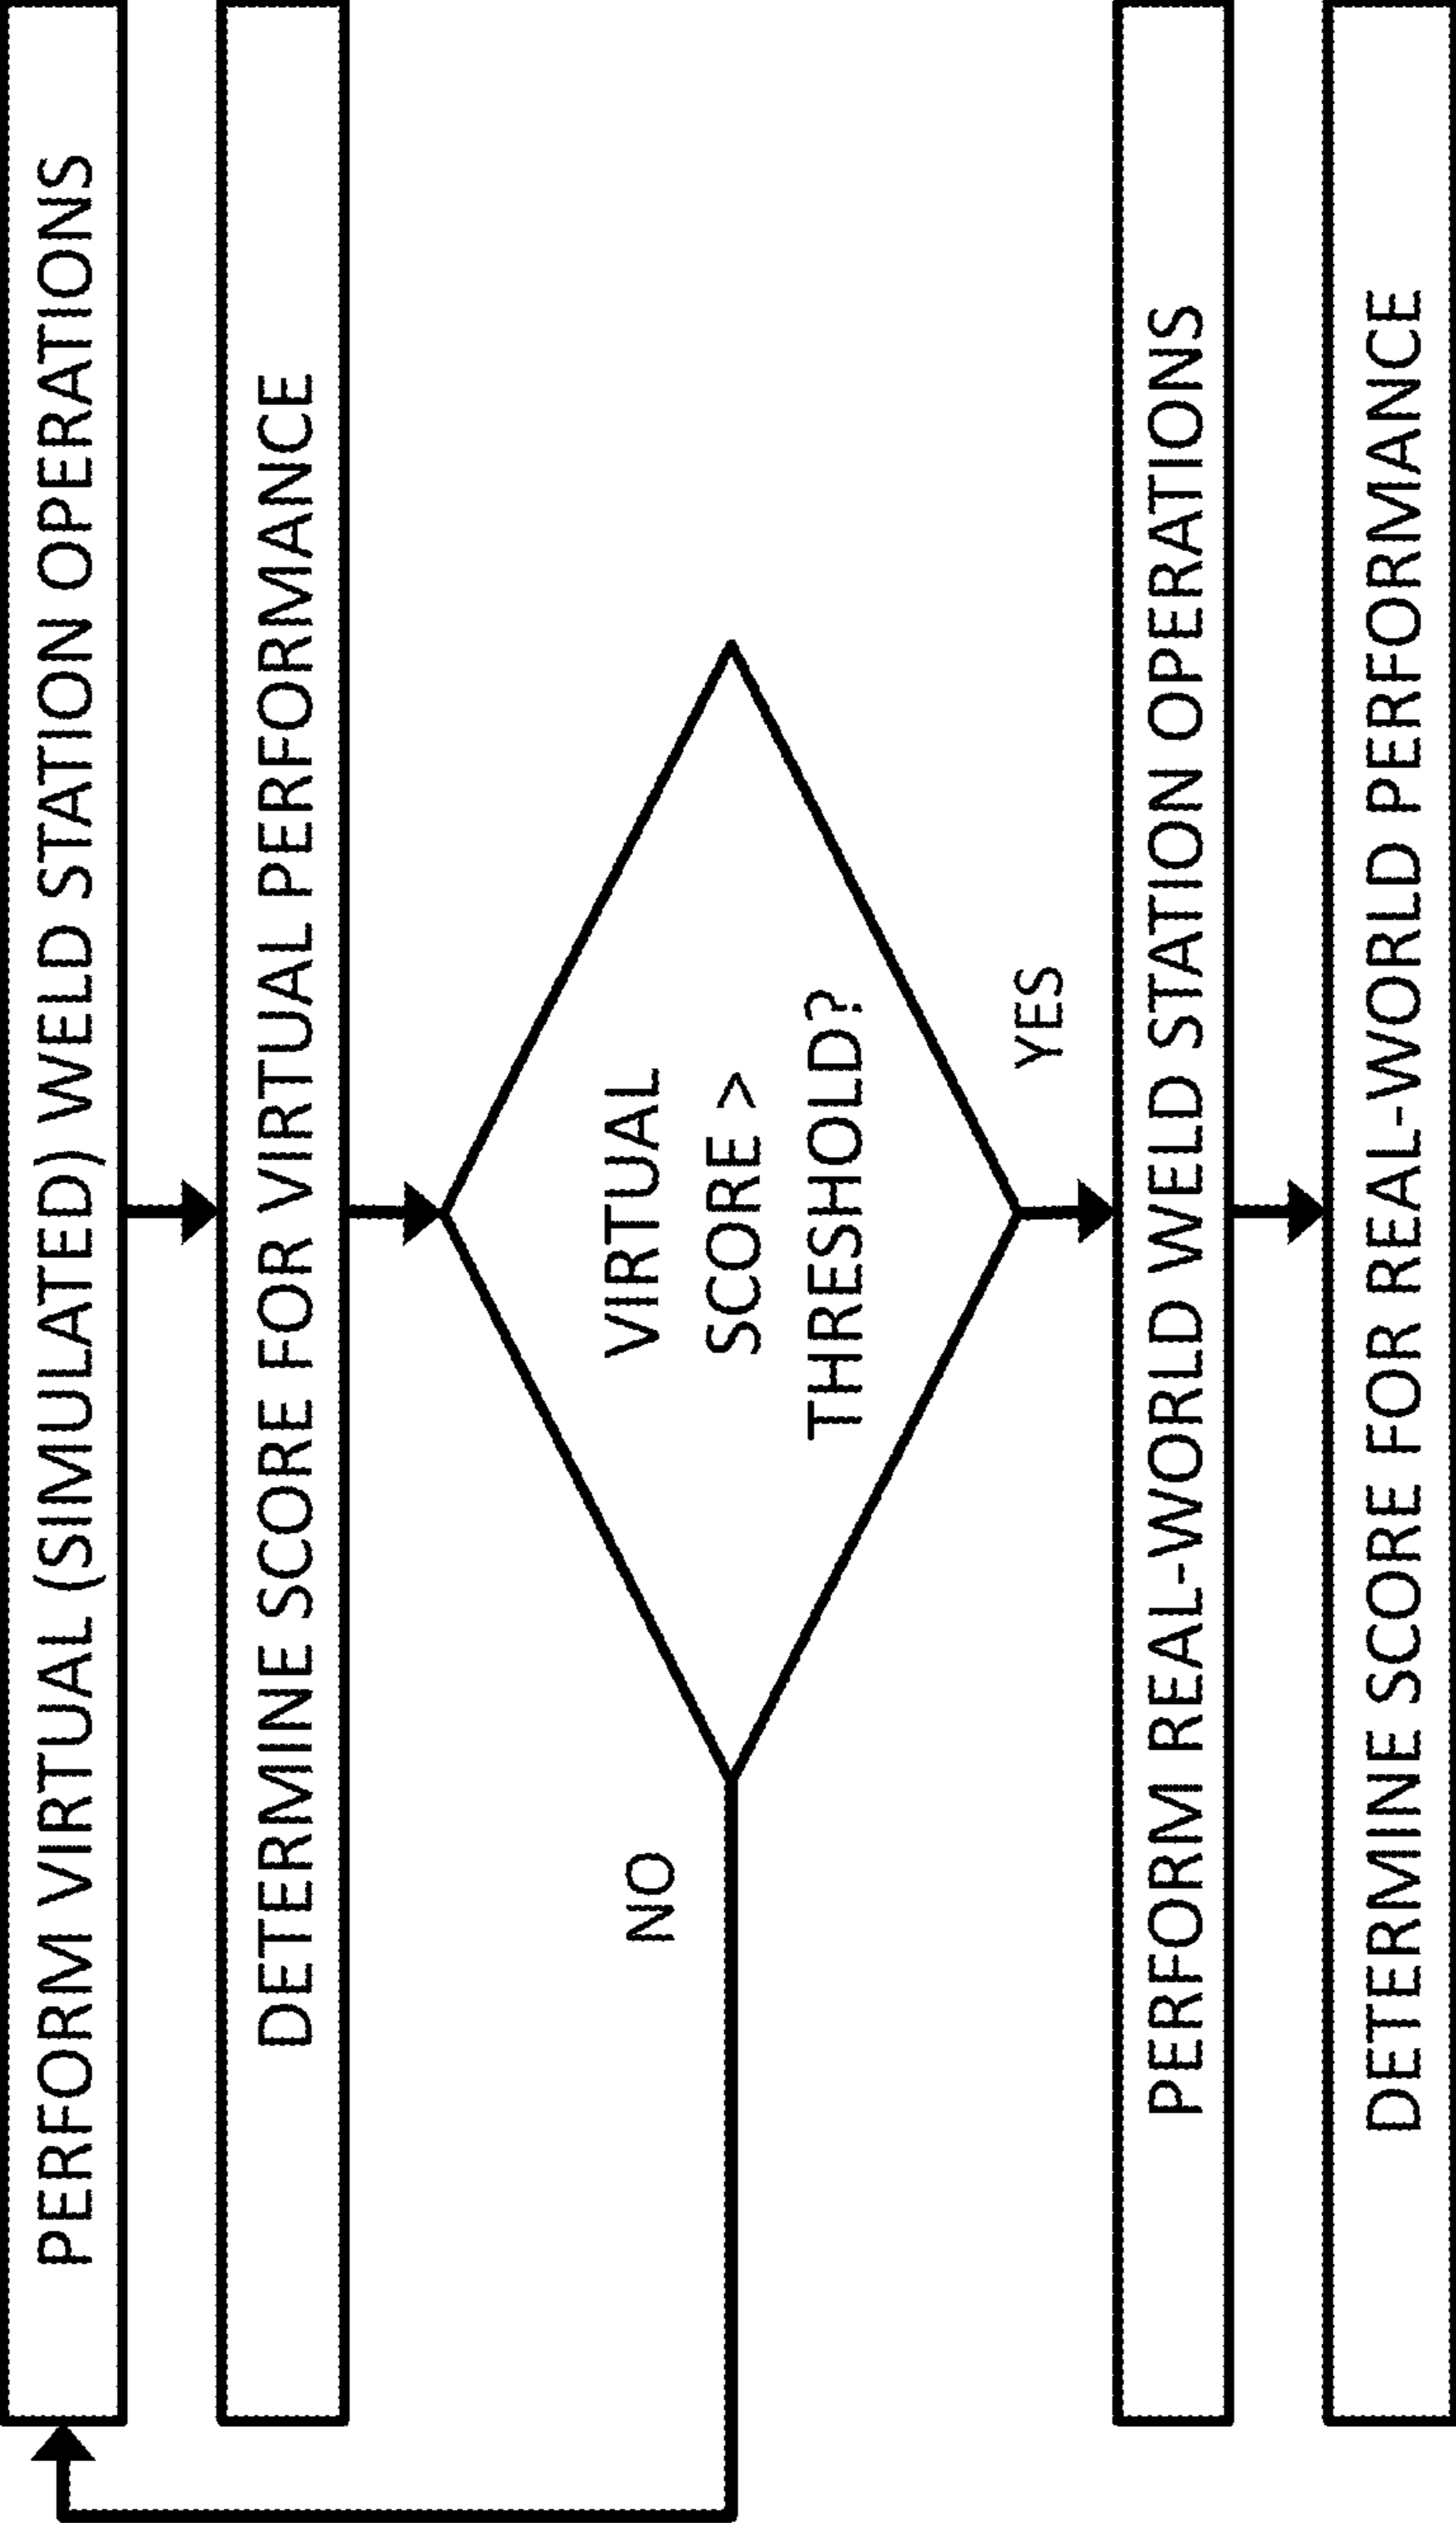 PERFORM VIRTUAL (SIMULATED) WELD STATION OPERATIONS
DETERMINE SCORE FOR VIRTUAL PERFORMANCE
VIRTUAL
SCORE >
THRESHOLD?
NO
YES
PERFORM REAL-WORLD WELD STATION OPERATIONS
DETERMINE SCORE FOR REAL-WORLD PERFORMANCE